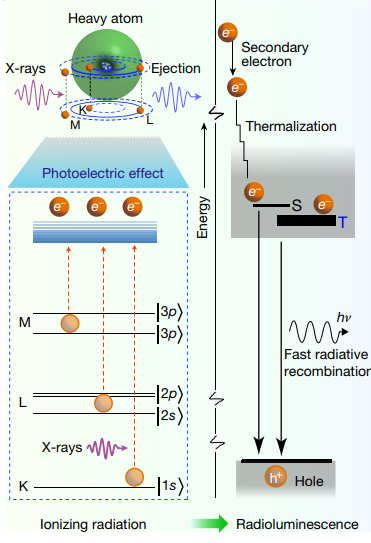 Heavy atom
X-rays
Ejection
K
M
L
Photoelectric effect
e⁻ e⁻ e⁻
M
|3p⟩
|3p⟩
L
|2p⟩
|2s⟩
X-rays
K
|1s⟩
Ionizing radiation
Energy
e⁻
Secondary
electron
e⁻
Thermalization
e⁻
S
e⁻
T
hν
Fast radiative
recombination
h⁺
Hole
Radioluminescence